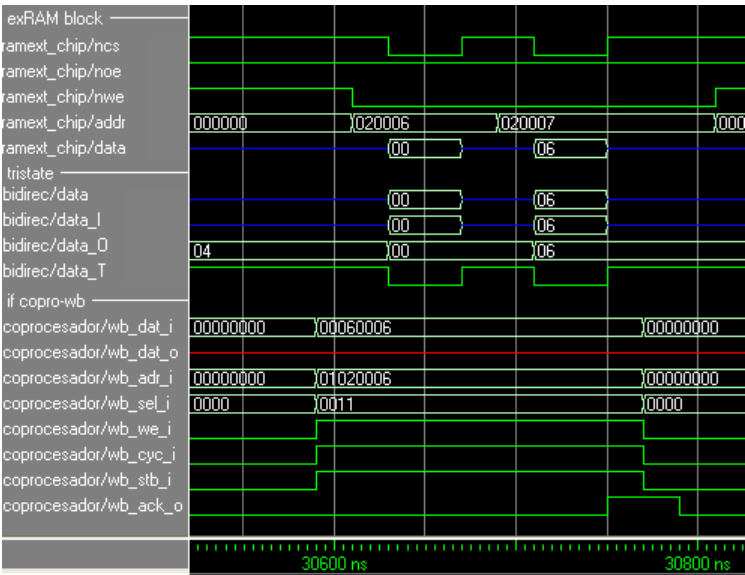 exRAM block
ramext_chip/ncs
ramext_chip/noe
ramext_chip/nwe
ramext_chip/addr 000000 020006 020007 000
ramext_chip/data 00 06
tristate
bidirec/data 00 06
bidirec/data_I 00 06
bidirec/data_O 04 00 06
bidirec/data_T
if copro-wb
coprocesador/wb_dat_i 00000000 00060006 00000000
coprocesador/wb_dat_o
coprocesador/wb_adr_i 00000000 01020006 00000000
coprocesador/wb_sel_i 0000 0011 0000
coprocesador/wb_we_i
coprocesador/wb_cyc_i
coprocesador/wb_stb_i
coprocesador/wb_ack_o
30600 ns 30800 ns